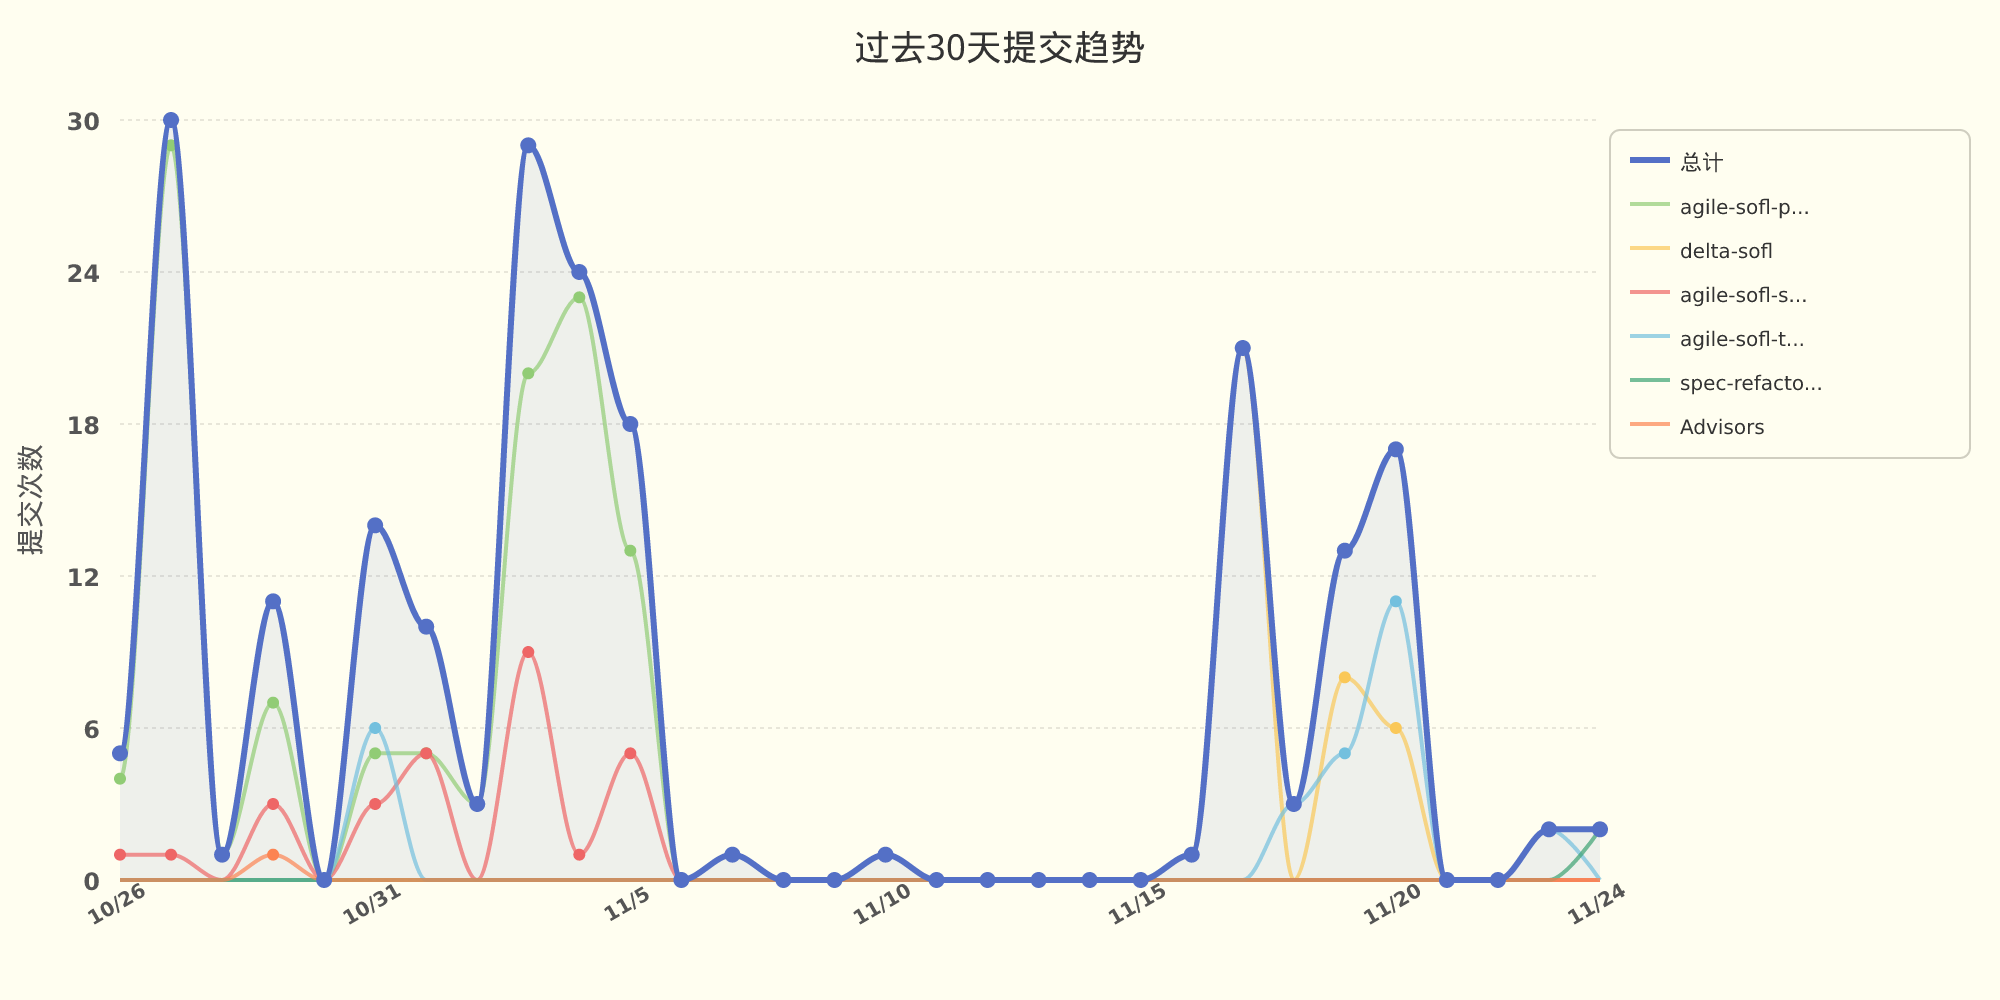 过去30天提交趋势
提交次数
30
24
18
12
6
0
10/26
10/31
11/5
11/10
11/15
11/20
11/24
总计
agile-sofl-p...
delta-sofl
agile-sofl-s...
agile-sofl-t...
spec-refacto...
Advisors